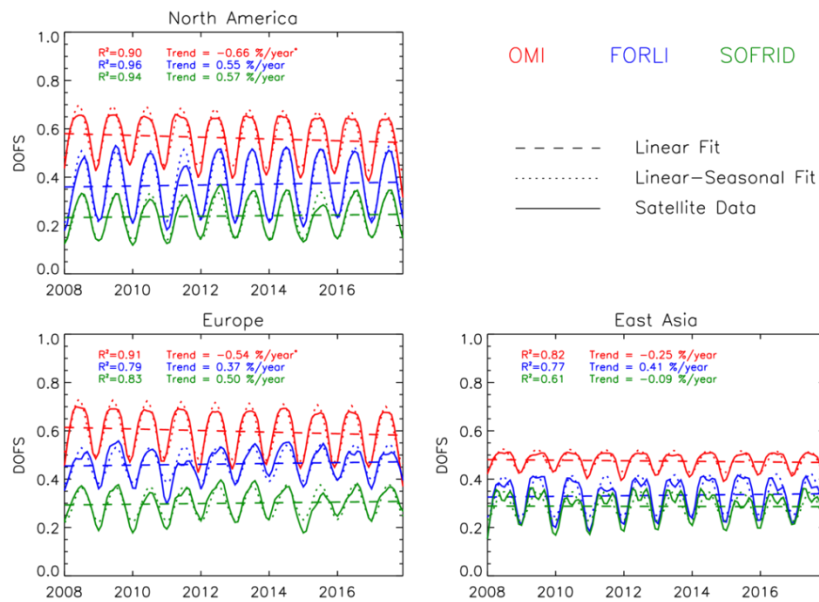 North America
R²=0.90 Trend = −0.66 %/year*
R²=0.96 Trend = 0.55 %/year
R²=0.94 Trend = 0.57 %/year
1.0
0.8
0.6
0.4
0.2
0.0
DOFS
2008 2010 2012 2014 2016
OMI FORLI SOFRID
Linear Fit
Linear−Seasonal Fit
Satellite Data
Europe
R²=0.91 Trend = −0.54 %/year*
R²=0.79 Trend = 0.37 %/year
R²=0.83 Trend = 0.50 %/year
1.0
0.8
0.6
0.4
0.2
0.0
DOFS
2008 2010 2012 2014 2016
East Asia
R²=0.82 Trend = −0.25 %/year
R²=0.77 Trend = 0.41 %/year
R²=0.61 Trend = −0.09 %/year
1.0
0.8
0.6
0.4
0.2
0.0
DOFS
2008 2010 2012 2014 2016